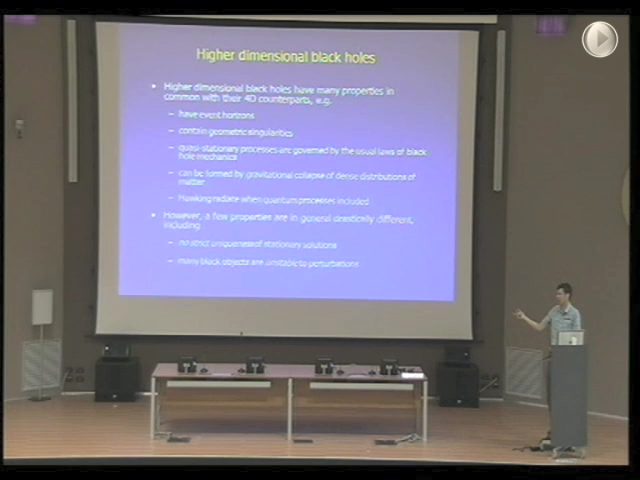 Higher dimensional black holes
• Higher dimensional black holes have many properties in
common with their 4D counterparts, e.g.
– have event horizons
– contain geometric singularities
– quasi-stationary processes are governed by the usual laws of black
hole mechanics
– can be formed by gravitational collapse of dense distributions of
matter
– Hawking radiate when quantum processes included
• However, a few properties are in general drastically different,
including
– no strict uniqueness of stationary solutions
– many black objects are unstable to perturbations